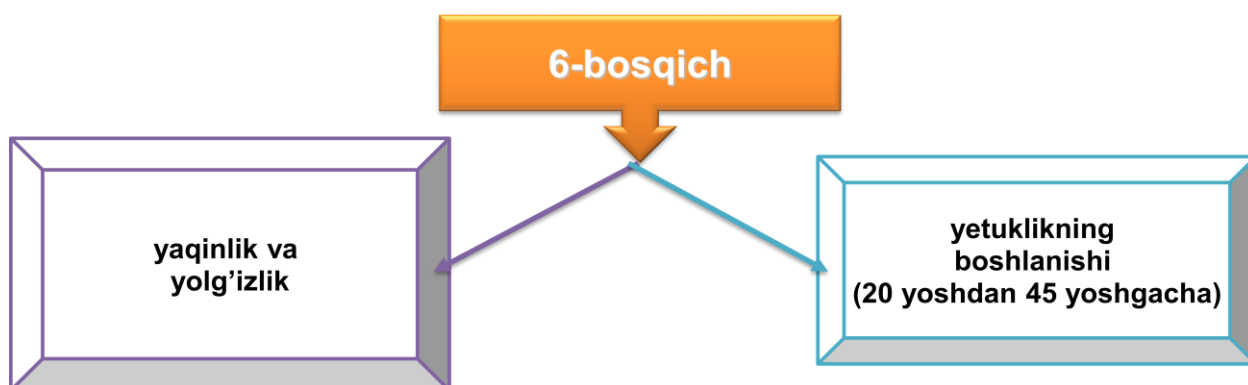 6-bosqich
yaqinlik va
yolg’izlik
yetuklikning
boshlanishi
(20 yoshdan 45 yoshgacha)